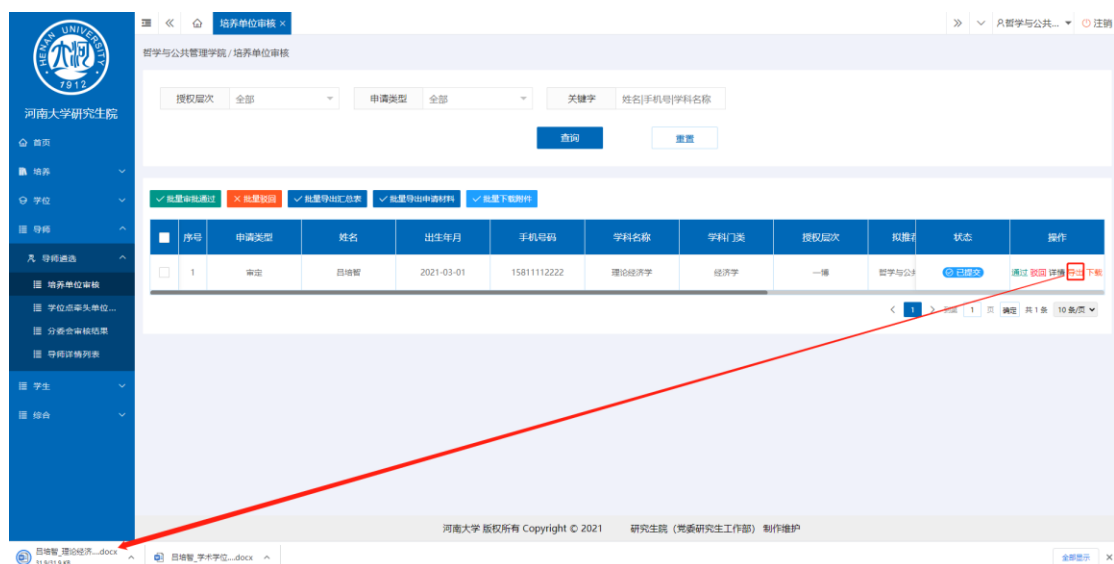 HENAN UNIVERSITY
1912
河南大学研究生院
首页
培养
学位
导师
导师遴选
培养单位审核
学位点牵头单位...
分委会审核结果
导师详情列表
学生
综合
培养单位审核 ×
哲学与公共... 注销
哲学与公共管理学院 / 培养单位审核
授权层次 全部 申请类型 全部 关键字 姓名|手机号|学科名称
查询 重置
批量审批通过 批量驳回 批量导出汇总表 批量导出申请材料 批量下载附件
序号 申请类型 姓名 出生年月 手机号码 学科名称 学科门类 授权层次 拟推荐 状态 操作
1 审定 吕培智 2021-03-01 15811112222 理论经济学 经济学 一博 哲学与公共 已提交 通过 驳回 详情 导出 下载
1 到第 1 页 确定 共 1 条 10 条/页
河南大学 版权所有 Copyright © 2021 研究生院（党委研究生工作部）制作维护
吕培智_理论经济....docx
31.9/31.9 KB
吕培智_学术学位....docx
全部显示 ×